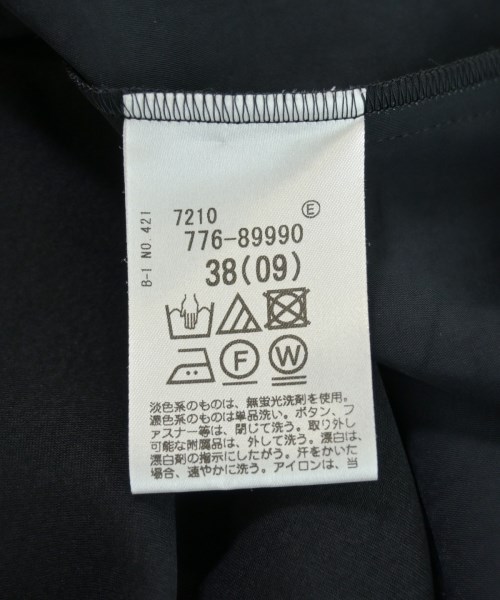 B-I NO.421
7210 Ⓔ
776-89990
38(09)
F W
淡色系のものは、無蛍光洗剤を使用。
濃色系のものは単品洗い。ボタン、フ
ァスナー等は、閉じて洗う。取り外し
可能な附属品は、外して洗う。漂白は、
漂白剤の指示にしたがう。汗をかいた
場合、速やかに洗う。アイロンは、当